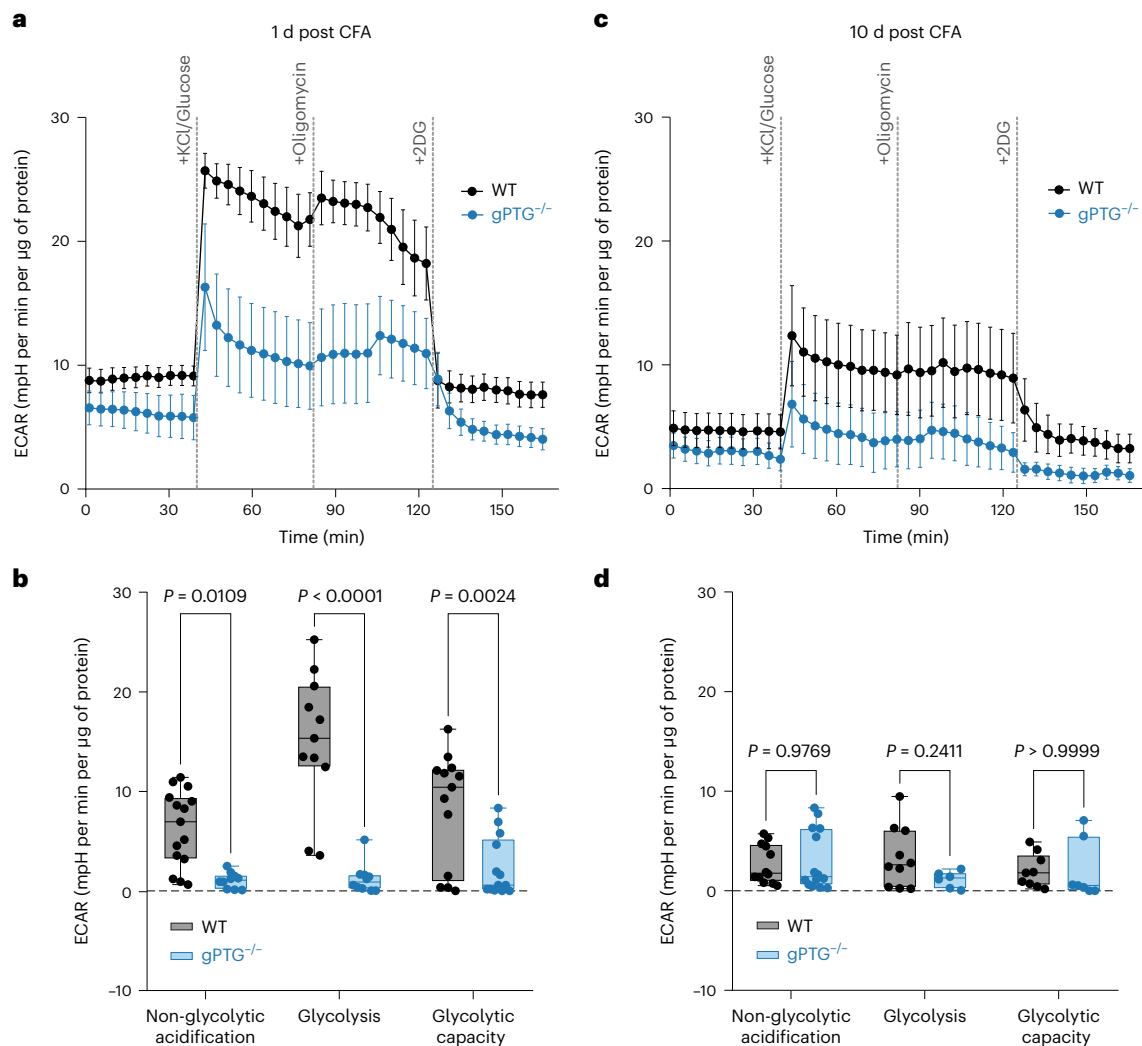 a
1 d post CFA
+KCl/Glucose
+Oligomycin
+2DG
30
20
10
0
ECAR (mpH per min per µg of protein)
WT
gPTG−/−
0
30
60
90
120
150
Time (min)
c
10 d post CFA
+KCl/Glucose
+Oligomycin
+2DG
30
20
10
0
ECAR (mpH per min per µg of protein)
WT
gPTG−/−
0
30
60
90
120
150
Time (min)
b
P = 0.0109
P < 0.0001
P = 0.0024
30
20
10
0
−10
ECAR (mpH per min per µg of protein)
WT
gPTG−/−
Non-glycolytic
acidification
Glycolysis
Glycolytic
capacity
d
P = 0.9769
P = 0.2411
P > 0.9999
30
20
10
0
−10
ECAR (mpH per min per µg of protein)
WT
gPTG−/−
Non-glycolytic
acidification
Glycolysis
Glycolytic
capacity